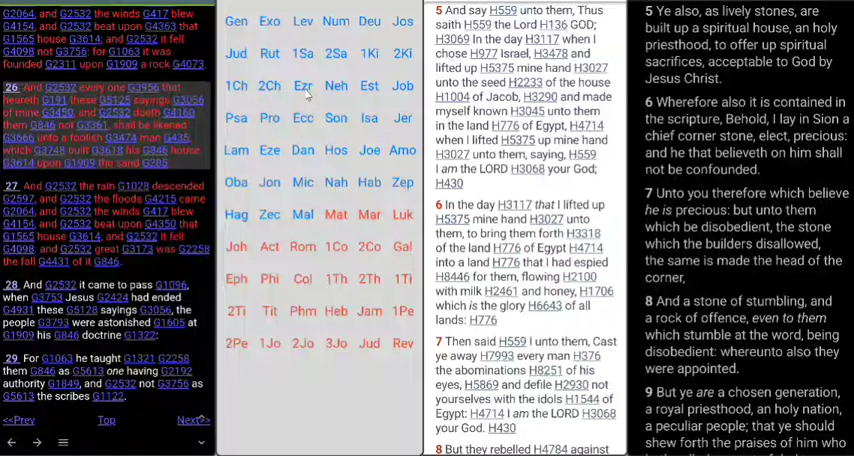 G2064, and G2532 the winds G417 blew
G4154, and G2532 beat upon G4363 that
G1565 house G3614; and G2532 it fell
G4098 not G3756: for G1063 it was
founded G2311 upon G1909 a rock G4073.
26 And G2532 every one G3956 that
heareth G191 these G5125 sayings G3056
of mine G3450, and G2532 doeth G4160
them G846 not G3361, shall be likened
G3666 unto a foolish G3474 man G435,
which G3748 built G3618 his G846 house
G3614 upon G1909 the sand G285
27 And G2532 the rain G1028 descended
G2597, and G2532 the floods G4215 came
G2064, and G2532 the winds G417 blew
G4154, and G2532 beat upon G4350 that
G1565 house G3614; and G2532 it fell
G4098: and G2532 great G3173 was G2258
the fall G4431 of it G846.
28 And G2532 it came to pass G1096,
when G3753 Jesus G2424 had ended
G4931 these G5128 sayings G3056, the
people G3793 were astonished G1605 at
G1909 his G846 doctrine G1322:
29 For G1063 he taught G1321 G2258
them G846 as G5613 one having G2192
authority G1849, and G2532 not G3756 as
G5613 the scribes G1122.
<<Prev Top Next>>
Gen Exo Lev Num Deu Jos
Jud Rut 1Sa 2Sa 1Ki 2Ki
1Ch 2Ch Ezr Neh Est Job
Psa Pro Ecc Son Isa Jer
Lam Eze Dan Hos Joe Amo
Oba Jon Mic Nah Hab Zep
Hag Zec Mal Mat Mar Luk
Joh Act Rom 1Co 2Co Gal
Eph Phi Col 1Th 2Th 1Ti
2Ti Tit Phm Heb Jam 1Pe
2Pe 1Jo 2Jo 3Jo Jud Rev
5 And say H559 unto them, Thus
saith H559 the Lord H136 GOD;
H3069 In the day H3117 when I
chose H977 Israel, H3478 and
lifted up H5375 mine hand H3027
unto the seed H2233 of the house
H1004 of Jacob, H3290 and made
myself known H3045 unto them
in the land H776 of Egypt, H4714
when I lifted H5375 up mine hand
H3027 unto them, saying, H559
I am the LORD H3068 your God;
H430
6 In the day H3117 that I lifted up
H5375 mine hand H3027 unto
them, to bring them forth H3318
of the land H776 of Egypt H4714
into a land H776 that I had espied
H8446 for them, flowing H2100
with milk H2461 and honey, H1706
which is the glory H6643 of all
lands: H776
7 Then said H559 I unto them, Cast
ye away H7993 every man H376
the abominations H8251 of his
eyes, H5869 and defile H2930 not
yourselves with the idols H1544 of
Egypt: H4714 I am the LORD H3068
your God. H430
8 But they rebelled H4784 against
5 Ye also, as lively stones, are
built up a spiritual house, an holy
priesthood, to offer up spiritual
sacrifices, acceptable to God by
Jesus Christ.
6 Wherefore also it is contained in
the scripture, Behold, I lay in Sion a
chief corner stone, elect, precious:
and he that believeth on him shall
not be confounded.
7 Unto you therefore which believe
he is precious: but unto them
which be disobedient, the stone
which the builders disallowed,
the same is made the head of the
corner,
8 And a stone of stumbling, and
a rock of offence, even to them
which stumble at the word, being
disobedient: whereunto also they
were appointed.
9 But ye are a chosen generation,
a royal priesthood, an holy nation,
a peculiar people; that ye should
shew forth the praises of him who